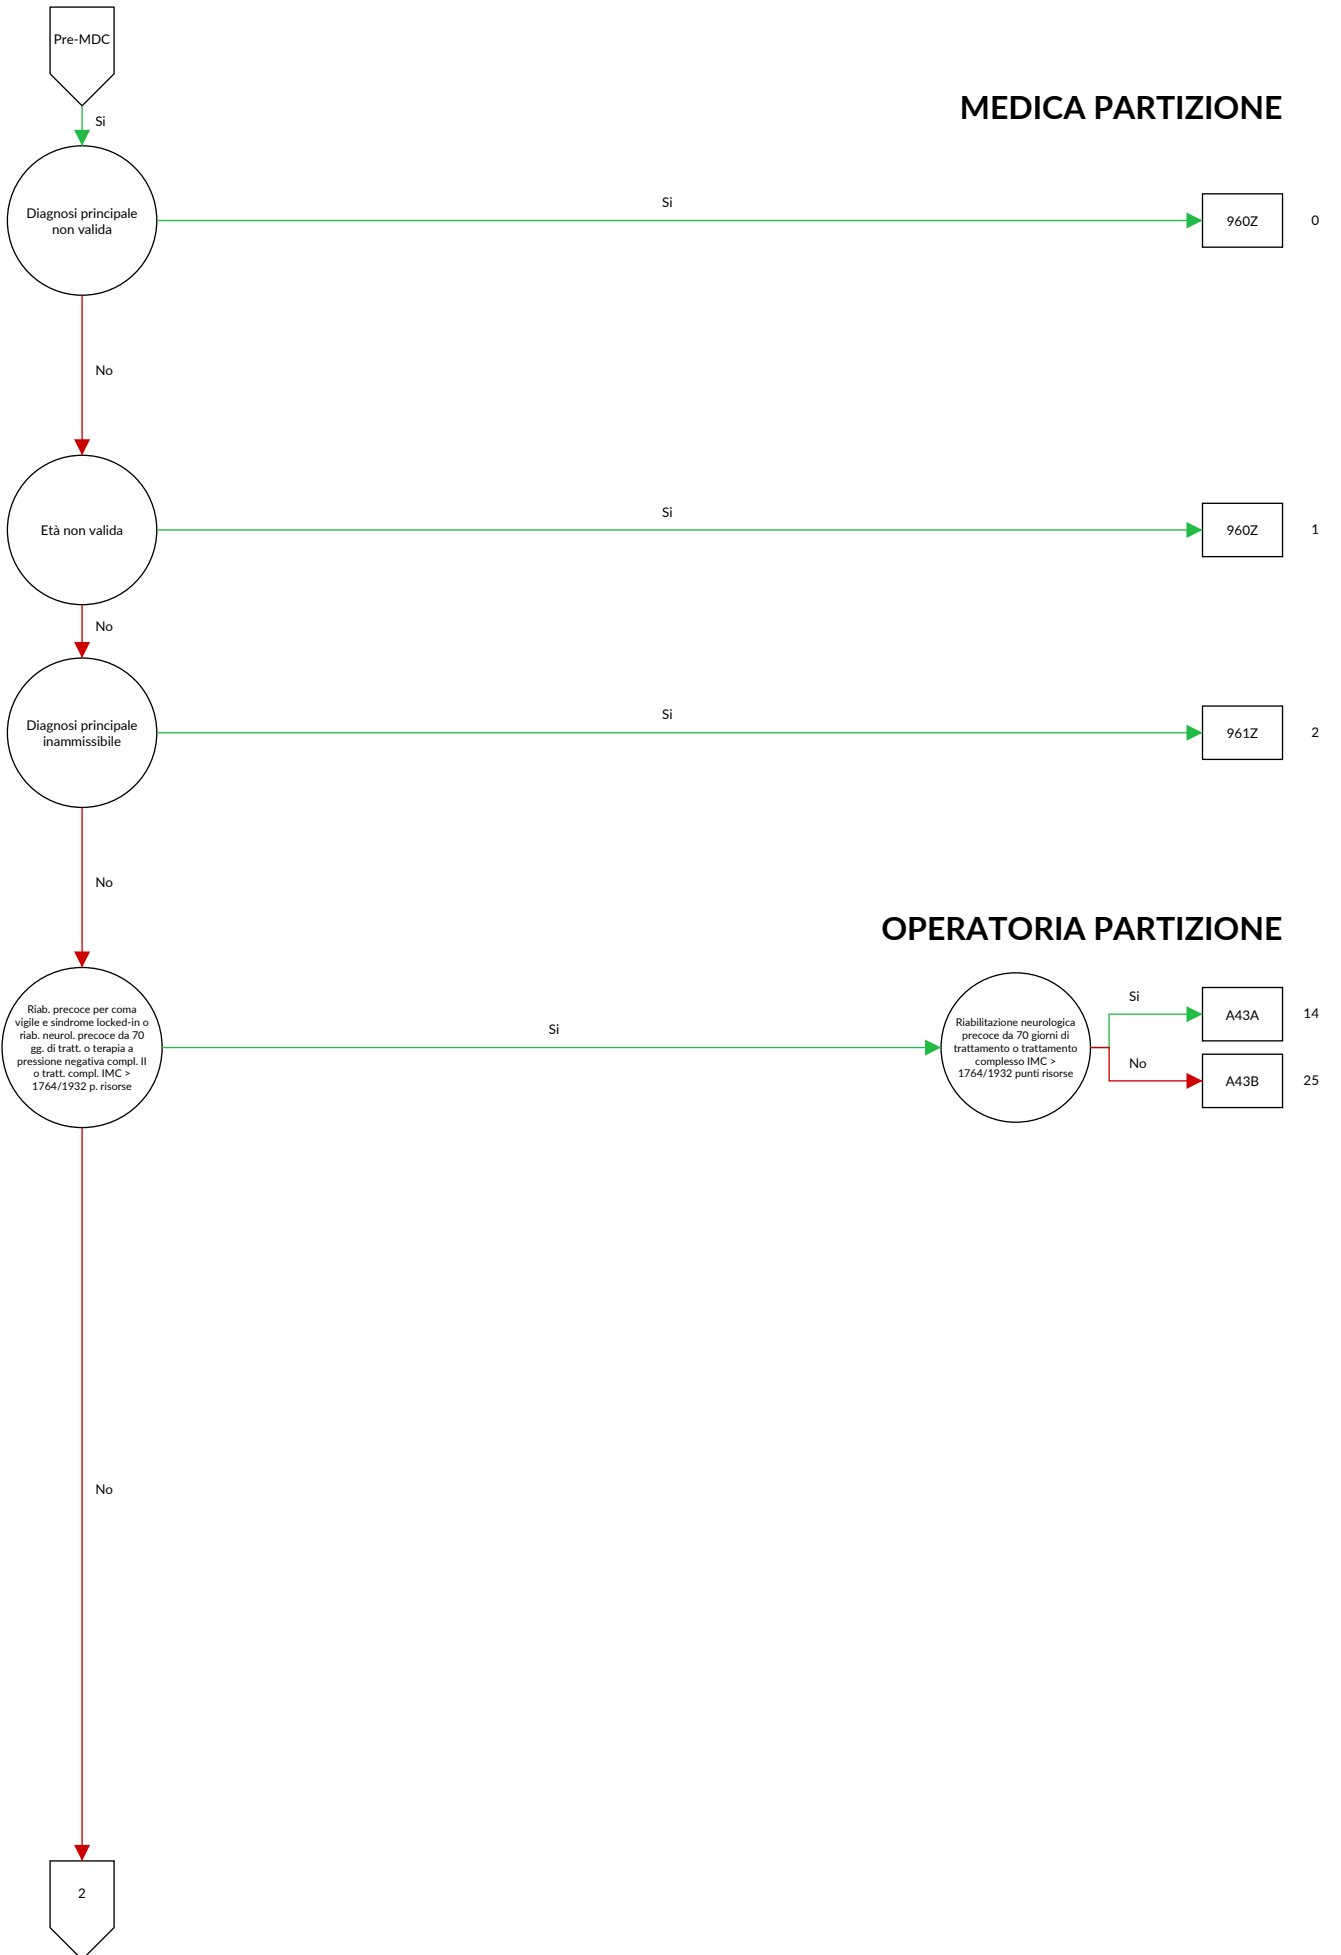 Pre-MDC
Si
MEDICA PARTIZIONE
Diagnosi principale
non valida
Si
960Z
0
No
Età non valida
Si
960Z
1
No
Diagnosi principale
inammissibile
Si
961Z
2
No
OPERATORIA PARTIZIONE
Riab. precoce per coma
vigile e sindrome locked-in o
riab. neurol. precoce da 70
gg. di tratt. o terapia a
pressione negativa compl. II
o tratt. compl. IMC >
1764/1932 p. risorse
Si
Riabilitazione neurologica
precoce da 70 giorni di
trattamento o trattamento
complesso IMC >
1764/1932 punti risorse
Si
A43A
14
No
A43B
25
No
2